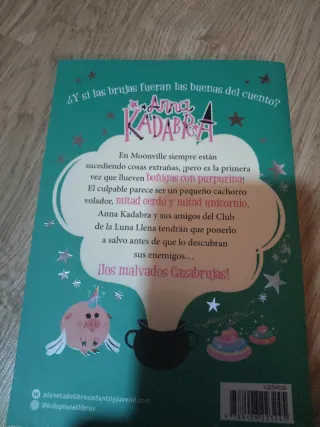 ¿Y si las brujas fueran las buenas del cuento?
Anna
KADABRA
En Moonville siempre están
sucediendo cosas extrañas, ¡pero es la primera
vez que llueven boñigas con purpurina!
El culpable parece ser un pequeño cachorro
volador, mitad cerdo y mitad unicornio.
Anna Kadabra y sus amigos del Club
de la Luna Llena tendrán que ponerlo
a salvo antes de que lo descubran
sus enemigos...
¡los malvados Cazabrujas!
planetadelibrosinfantilyjuvenil.com
@kidsplanetlibros